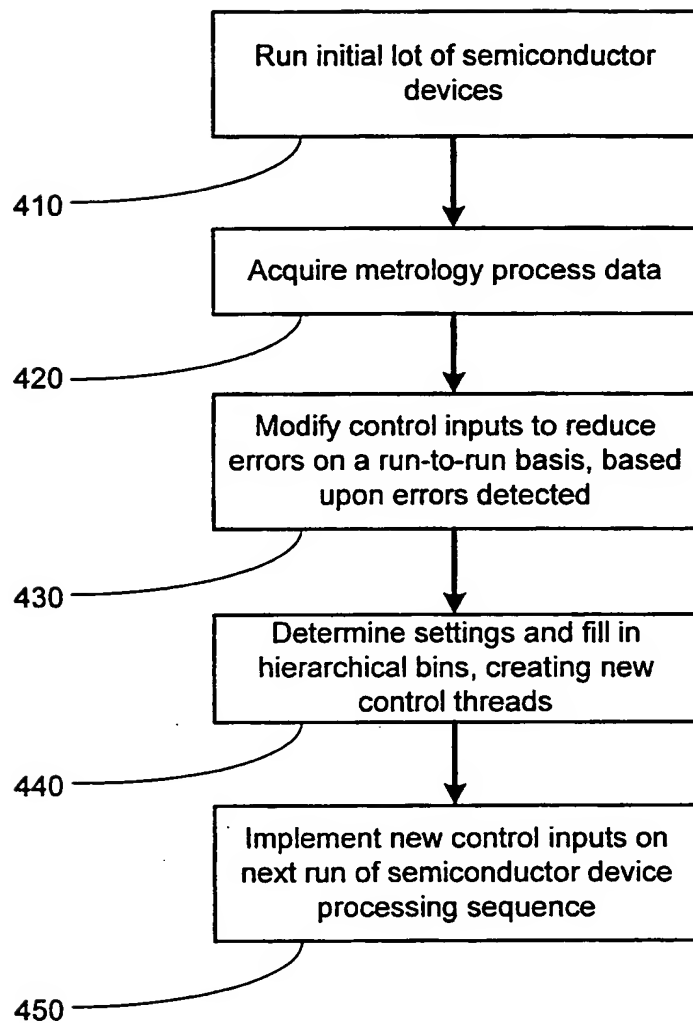 Run initial lot of semiconductor
devices
410
Acquire metrology process data
420
Modify control inputs to reduce
errors on a run-to-run basis, based
upon errors detected
430
Determine settings and fill in
hierarchical bins, creating new
control threads
440
Implement new control inputs on
next run of semiconductor device
processing sequence
450